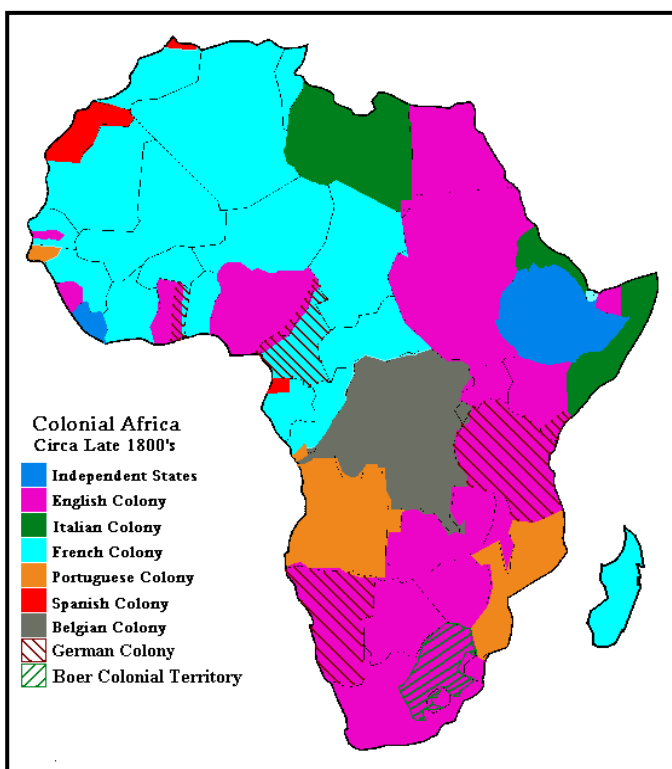 Colonial Africa
Circa Late 1800's
Independent States
English Colony
Italian Colony
French Colony
Portuguese Colony
Spanish Colony
Belgian Colony
German Colony
Boer Colonial Territory